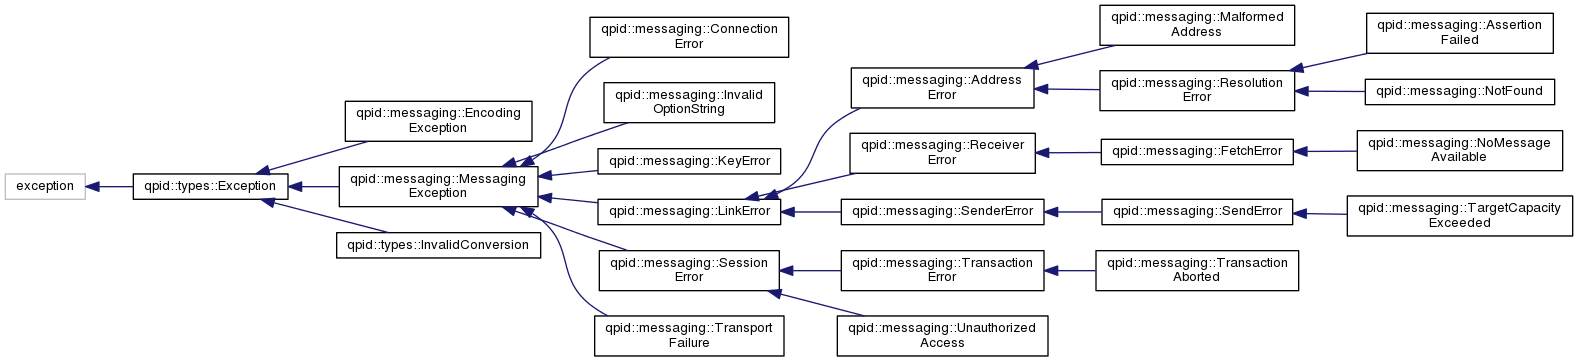 exception
qpid::types::Exception
qpid::messaging::Encoding
Exception
qpid::messaging::Messaging
Exception
qpid::types::InvalidConversion
qpid::messaging::Connection
Error
qpid::messaging::Invalid
OptionString
qpid::messaging::KeyError
qpid::messaging::LinkError
qpid::messaging::Session
Error
qpid::messaging::Transport
Failure
qpid::messaging::Address
Error
qpid::messaging::Receiver
Error
qpid::messaging::SenderError
qpid::messaging::Transaction
Error
qpid::messaging::Unauthorized
Access
qpid::messaging::Malformed
Address
qpid::messaging::Resolution
Error
qpid::messaging::FetchError
qpid::messaging::SendError
qpid::messaging::Transaction
Aborted
qpid::messaging::Assertion
Failed
qpid::messaging::NotFound
qpid::messaging::NoMessage
Available
qpid::messaging::TargetCapacity
Exceeded